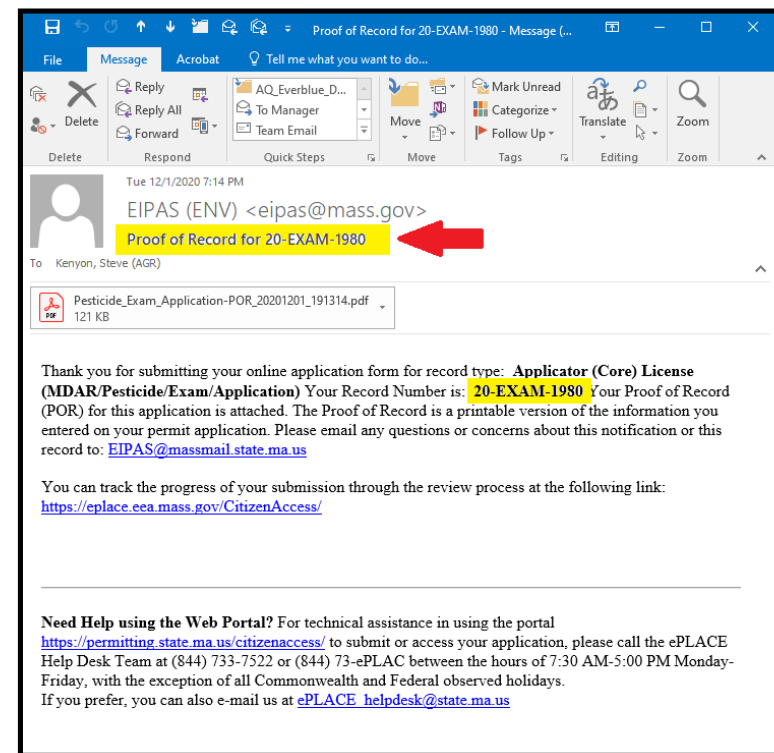 Proof of Record for 20-EXAM-1980 - Message (...
File Message Acrobat Tell me what you want to do...
Delete
Reply
Reply All
Forward
AQ_Everblue_D...
To Manager
Team Email
Move
Mark Unread
Categorize
Follow Up
Translate
Zoom
Delete Respond Quick Steps Move Tags Editing Zoom
Tue 12/1/2020 7:14 PM
EIPAS (ENV) <eipas@mass.gov>
Proof of Record for 20-EXAM-1980
To Kenyon, Steve (AGR)
PDF
Pesticide_Exam_Application-POR_20201201_191314.pdf
121 KB
Thank you for submitting your online application form for record type: Applicator (Core) License
(MDAR/Pesticide/Exam/Application) Your Record Number is: 20-EXAM-1980 Your Proof of Record
(POR) for this application is attached. The Proof of Record is a printable version of the information you
entered on your permit application. Please email any questions or concerns about this notification or this
record to: EIPAS@massmail.state.ma.us
You can track the progress of your submission through the review process at the following link:
https://eplace.eea.mass.gov/CitizenAccess/
Need Help using the Web Portal? For technical assistance in using the portal
https://permitting.state.ma.us/citizenaccess/ to submit or access your application, please call the ePLACE
Help Desk Team at (844) 733-7522 or (844) 73-ePLAC between the hours of 7:30 AM-5:00 PM Monday-
Friday, with the exception of all Commonwealth and Federal observed holidays.
If you prefer, you can also e-mail us at ePLACE_helpdesk@state.ma.us